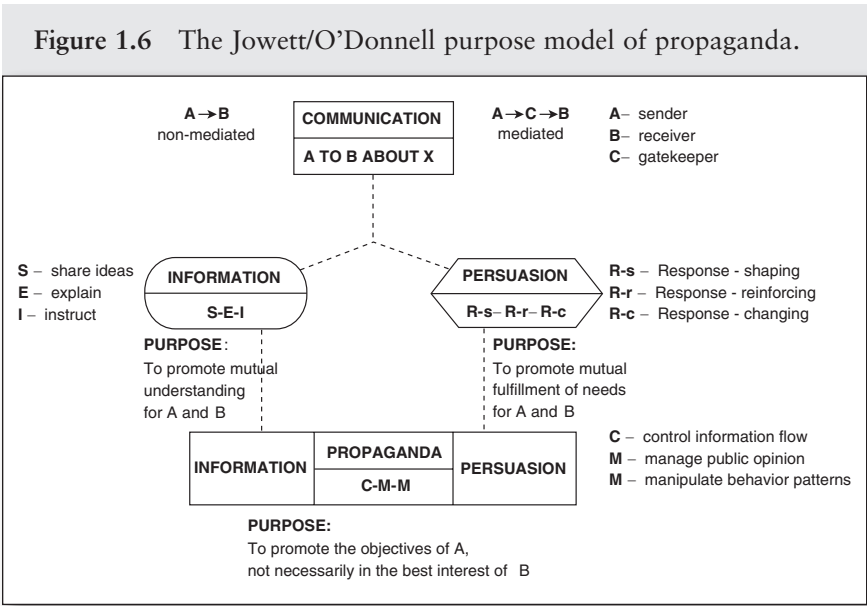 Figure 1.6 The Jowett/O'Donnell purpose model of propaganda.
A→B
non-mediated
COMMUNICATION
A TO B ABOUT X
A→C→B
mediated
A– sender
B– receiver
C– gatekeeper
S – share ideas
E – explain
I – instruct
INFORMATION
S-E-I
PERSUASION
R-s– R-r– R-c
R-s – Response - shaping
R-r – Response - reinforcing
R-c – Response - changing
PURPOSE:
To promote mutual
understanding
for A and B
PURPOSE:
To promote mutual
fulfillment of needs
for A and B
INFORMATION
PROPAGANDA
C-M-M
PERSUASION
C – control information flow
M – manage public opinion
M – manipulate behavior patterns
PURPOSE:
To promote the objectives of A,
not necessarily in the best interest of B